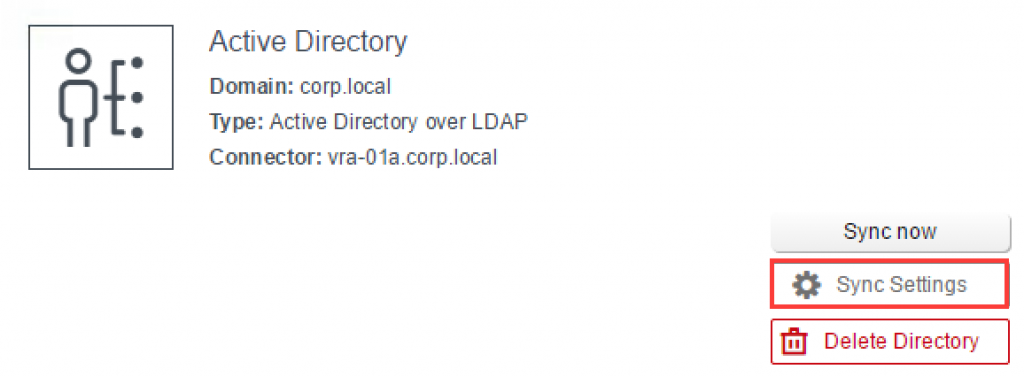 Active Directory
Domain: corp.local
Type: Active Directory over LDAP
Connector: vra-01a.corp.local
Sync now
Sync Settings
Delete Directory